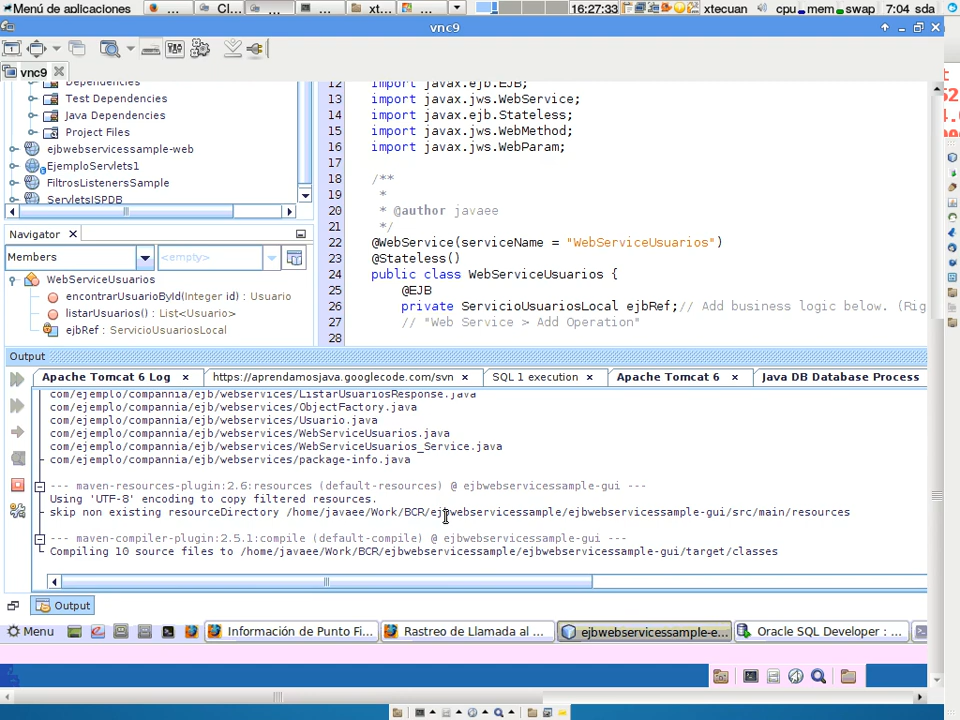 Menú de aplicaciones
...
Cl...
...
...
xt...
...
16:27:33
xtecuan
cpu
mem
swap
7:04
sda
vnc9
vnc9
Dependencies
Test Dependencies
Java Dependencies
Project Files
ejbwebservicessample-web
EjemploServlets1
FiltrosListenersSample
ServletsISPDB
12 import javax.ejb.EJB;
13 import javax.jws.WebService;
14 import javax.ejb.Stateless;
15 import javax.jws.WebMethod;
16 import javax.jws.WebParam;
17
18 /**
19 *
20 * @author javaee
21 */
22 @WebService(serviceName = "WebServiceUsuarios")
23 @Stateless()
24 public class WebServiceUsuarios {
25 @EJB
26 private ServicioUsuariosLocal ejbRef;// Add business logic below. (Rig
27 // "Web Service > Add Operation"
28
Navigator
Members
<empty>
WebServiceUsuarios
encontrarUsuarioById(Integer id) : Usuario
listarUsuarios() : List<Usuario>
ejbRef : ServicioUsuariosLocal
Output
Apache Tomcat 6 Log
https://aprendamosjava.googlecode.com/svn
SQL 1 execution
Apache Tomcat 6
Java DB Database Process
com/ejemplo/compannia/ejb/webservices/ListarUsuariosResponse.java
com/ejemplo/compannia/ejb/webservices/ObjectFactory.java
com/ejemplo/compannia/ejb/webservices/Usuario.java
com/ejemplo/compannia/ejb/webservices/WebServiceUsuarios.java
com/ejemplo/compannia/ejb/webservices/WebServiceUsuarios_Service.java
com/ejemplo/compannia/ejb/webservices/package-info.java
--- maven-resources-plugin:2.6:resources (default-resources) @ ejbwebservicessample-gui ---
Using 'UTF-8' encoding to copy filtered resources.
skip non existing resourceDirectory /home/javaee/Work/BCR/ejbwebservicessample/ejbwebservicessample-gui/src/main/resources
--- maven-compiler-plugin:2.5.1:compile (default-compile) @ ejbwebservicessample-gui ---
Compiling 10 source files to /home/javaee/Work/BCR/ejbwebservicessample/ejbwebservicessample-gui/target/classes
Output
Menu
Información de Punto Fi...
Rastreo de Llamada al ...
ejbwebservicessample-e...
Oracle SQL Developer : ...